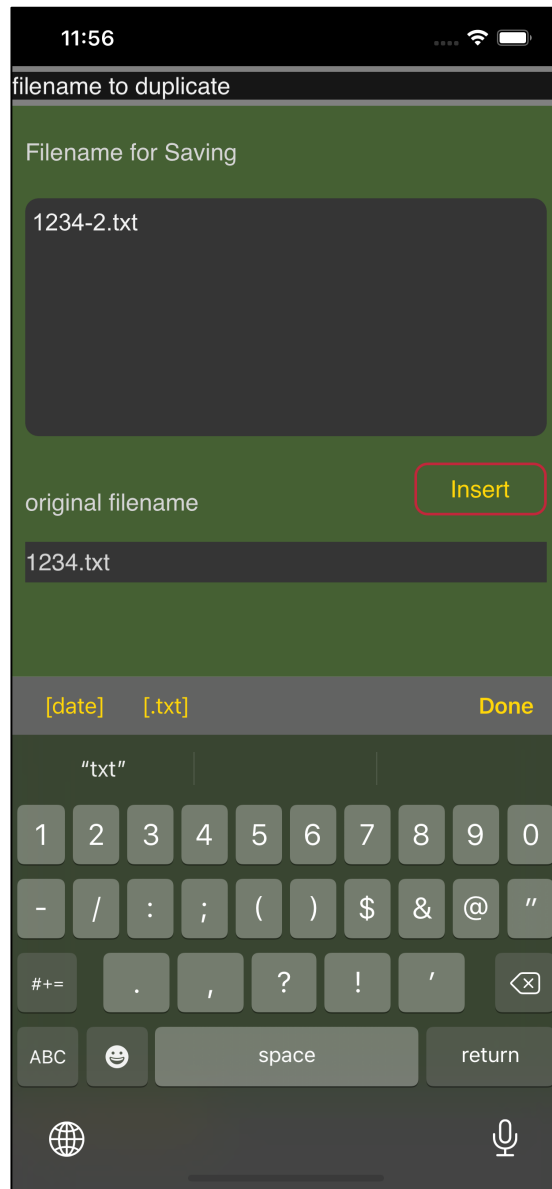 11:56
filename to duplicate
Filename for Saving
1234-2.txt
Insert
original filename
1234.txt
[date] [.txt] Done
“txt”
1 2 3 4 5 6 7 8 9 0
- / : ; ( ) $ & @ "
#+= . , ? ! ’
ABC space return